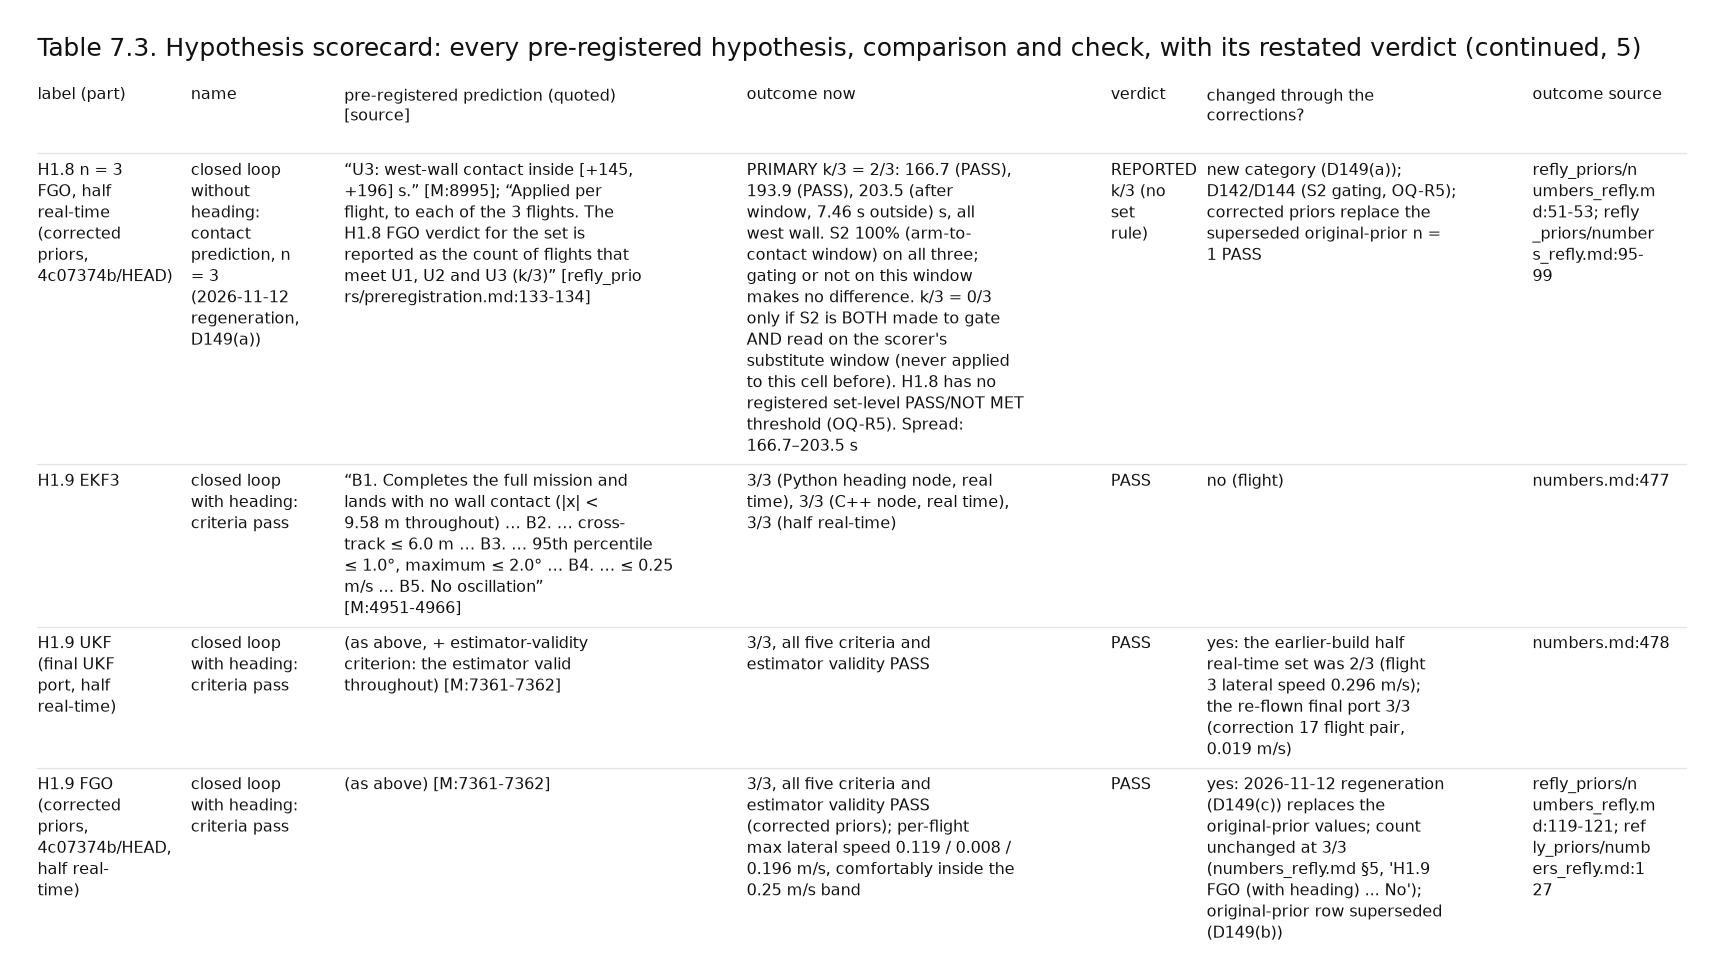 Table 7.3. Hypothesis scorecard: every pre-registered hypothesis, comparison and check, with its restated verdict (continued, 5)
label (part)
name
pre-registered prediction (quoted)
[source]
outcome now
verdict
changed through the
corrections?
outcome source
H1.8 n = 3
FGO, half
real-time
(corrected
priors,
4c07374b/HEAD)
closed loop
without
heading:
contact
prediction, n
= 3
(2026-11-12
regeneration,
D149(a))
“U3: west-wall contact inside [+145,
+196] s.” [M:8995]; “Applied per
flight, to each of the 3 flights. The
H1.8 FGO verdict for the set is
reported as the count of flights that
meet U1, U2 and U3 (k/3)” [refly_prio
rs/preregistration.md:133-134]
PRIMARY k/3 = 2/3: 166.7 (PASS),
193.9 (PASS), 203.5 (after
window, 7.46 s outside) s, all
west wall. S2 100% (arm-to-
contact window) on all three;
gating or not on this window
makes no difference. k/3 = 0/3
only if S2 is BOTH made to gate
AND read on the scorer's
substitute window (never applied
to this cell before). H1.8 has no
registered set-level PASS/NOT MET
threshold (OQ-R5). Spread:
166.7–203.5 s
REPORTED
k/3 (no
set
rule)
new category (D149(a));
D142/D144 (S2 gating, OQ-R5);
corrected priors replace the
superseded original-prior n =
1 PASS
refly_priors/n
umbers_refly.m
d:51-53; refly
_priors/number
s_refly.md:95-
99
H1.9 EKF3
closed loop
with heading:
criteria pass
“B1. Completes the full mission and
lands with no wall contact (|x| <
9.58 m throughout) … B2. … cross-
track ≤ 6.0 m … B3. … 95th percentile
≤ 1.0°, maximum ≤ 2.0° … B4. … ≤ 0.25
m/s … B5. No oscillation”
[M:4951-4966]
3/3 (Python heading node, real
time), 3/3 (C++ node, real time),
3/3 (half real-time)
PASS
no (flight)
numbers.md:477
H1.9 UKF
(final UKF
port, half
real-time)
closed loop
with heading:
criteria pass
(as above, + estimator-validity
criterion: the estimator valid
throughout) [M:7361-7362]
3/3, all five criteria and
estimator validity PASS
PASS
yes: the earlier-build half
real-time set was 2/3 (flight
3 lateral speed 0.296 m/s);
the re-flown final port 3/3
(correction 17 flight pair,
0.019 m/s)
numbers.md:478
H1.9 FGO
(corrected
priors,
4c07374b/HEAD,
half real-
time)
closed loop
with heading:
criteria pass
(as above) [M:7361-7362]
3/3, all five criteria and
estimator validity PASS
(corrected priors); per-flight
max lateral speed 0.119 / 0.008 /
0.196 m/s, comfortably inside the
0.25 m/s band
PASS
yes: 2026-11-12 regeneration
(D149(c)) replaces the
original-prior values; count
unchanged at 3/3
(numbers_refly.md §5, 'H1.9
FGO (with heading) … No');
original-prior row superseded
(D149(b))
refly_priors/n
umbers_refly.m
d:119-121; ref
ly_priors/numb
ers_refly.md:1
27